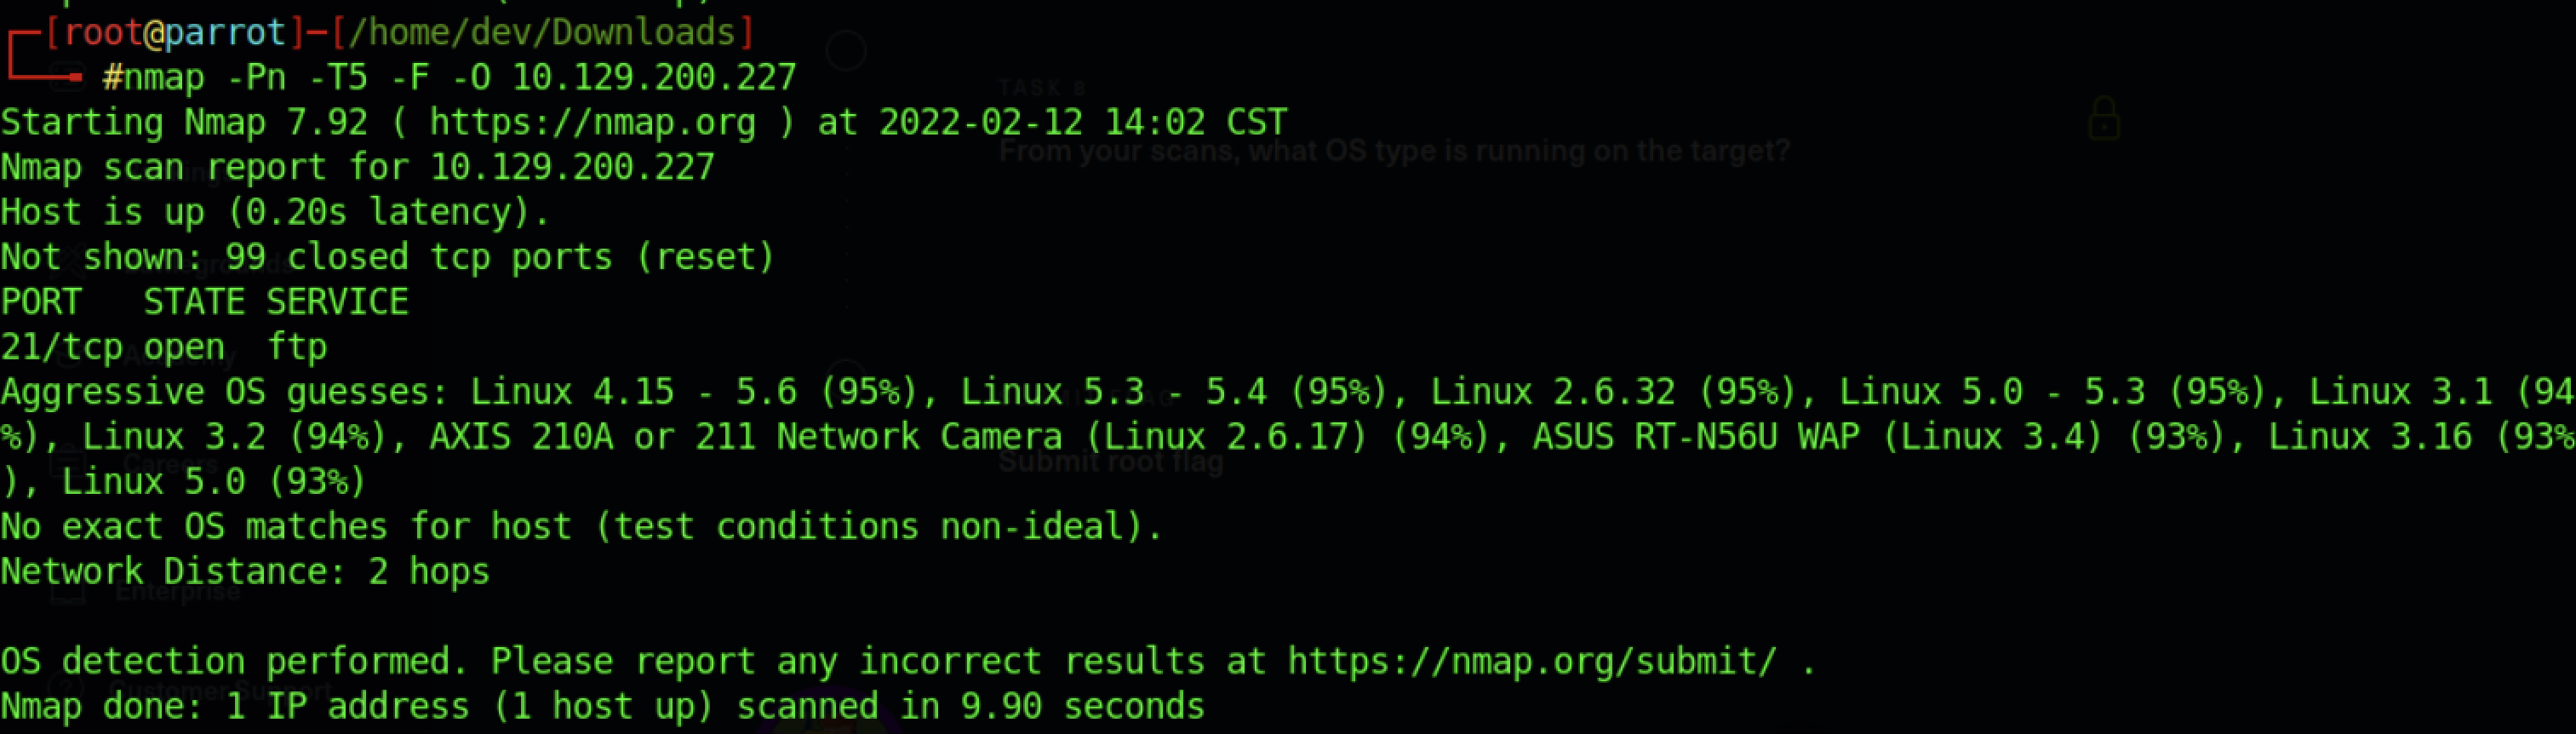 [root@parrot]─[/home/dev/Downloads]
#nmap -Pn -T5 -F -O 10.129.200.227
TASK 8
Starting Nmap 7.92 ( https://nmap.org ) at 2022-02-12 14:02 CST
From your scans, what OS type is running on the target?
Nmap scan report for 10.129.200.227
Host is up (0.20s latency).
Not shown: 99 closed tcp ports (reset)
PORT   STATE SERVICE
21/tcp open  ftp
Aggressive OS guesses: Linux 4.15 - 5.6 (95%), Linux 5.3 - 5.4 (95%), Linux 2.6.32 (95%), Linux 5.0 - 5.3 (95%), Linux 3.1 (94
%), Linux 3.2 (94%), AXIS 210A or 211 Network Camera (Linux 2.6.17) (94%), ASUS RT-N56U WAP (Linux 3.4) (93%), Linux 3.16 (93%
Careers
Submit root flag
), Linux 5.0 (93%)
No exact OS matches for host (test conditions non-ideal).
Network Distance: 2 hops
Enterprise
OS detection performed. Please report any incorrect results at https://nmap.org/submit/ .
Customer Support
Nmap done: 1 IP address (1 host up) scanned in 9.90 seconds